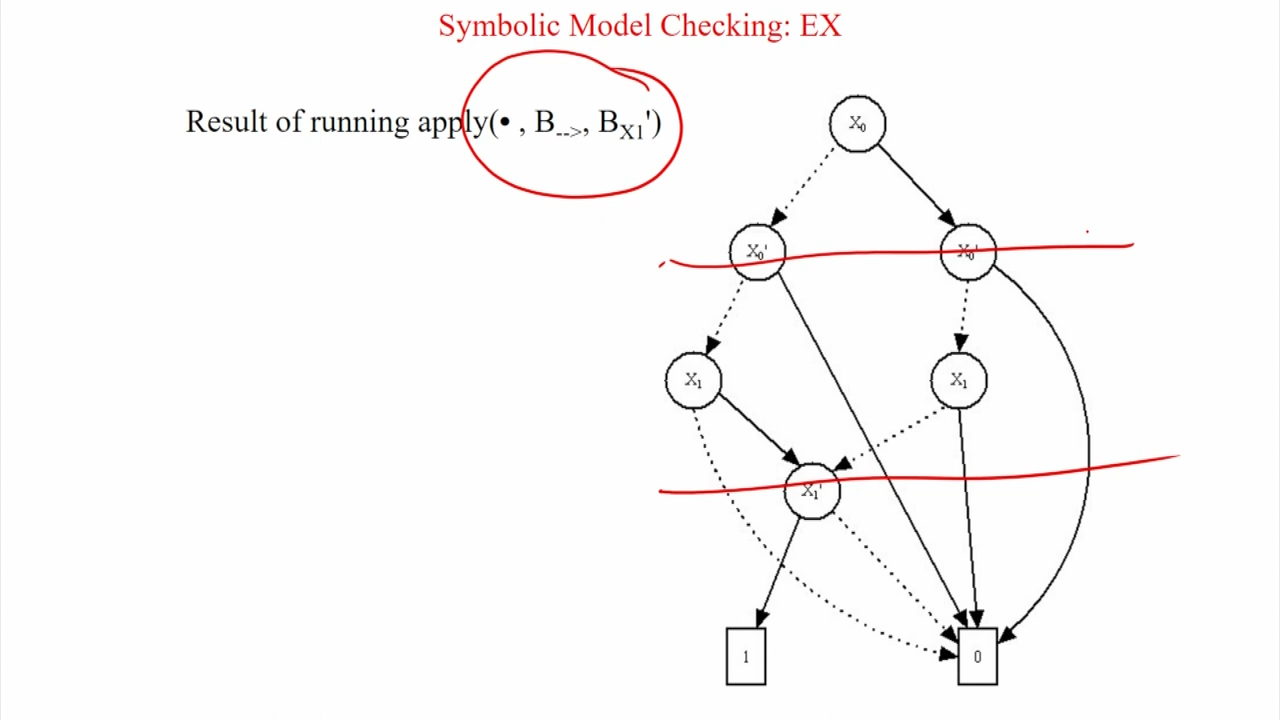 Symbolic Model Checking: EX
Result of running apply(• , B-->, BX1')
X0
X0' X0'
X1 X1
X1'
1 0